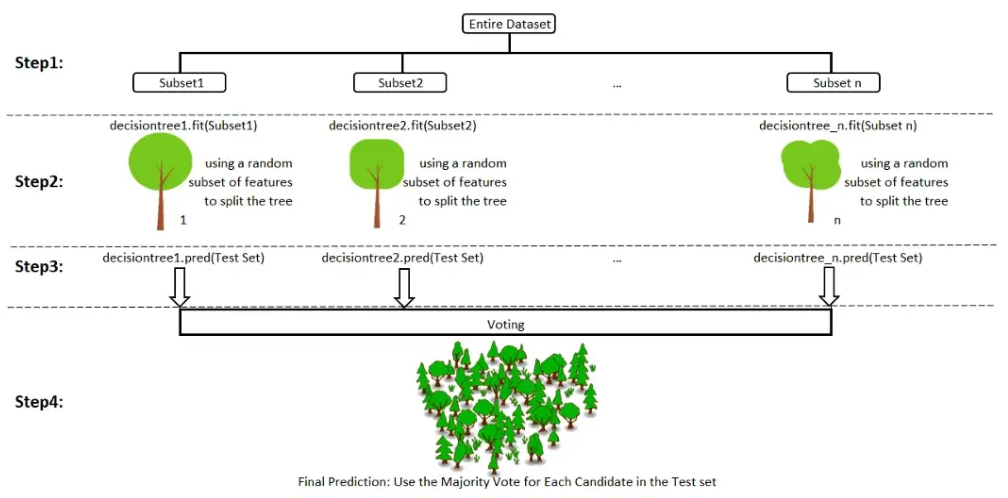 Entire Dataset
Step1:
Subset1
Subset2
...
Subset n
decisiontree1.fit(Subset1)
decisiontree2.fit(Subset2)
decisiontree_n.fit(Subset n)
Step2:
using a random
subset of features
to split the tree
1
using a random
subset of features
to split the tree
2
using a random
subset of features
to split the tree
n
Step3:
decisiontree1.pred(Test Set)
decisiontree2.pred(Test Set)
...
decisiontree_n.pred(Test Set)
Voting
Step4:
Final Prediction: Use the Majority Vote for Each Candidate in the Test set